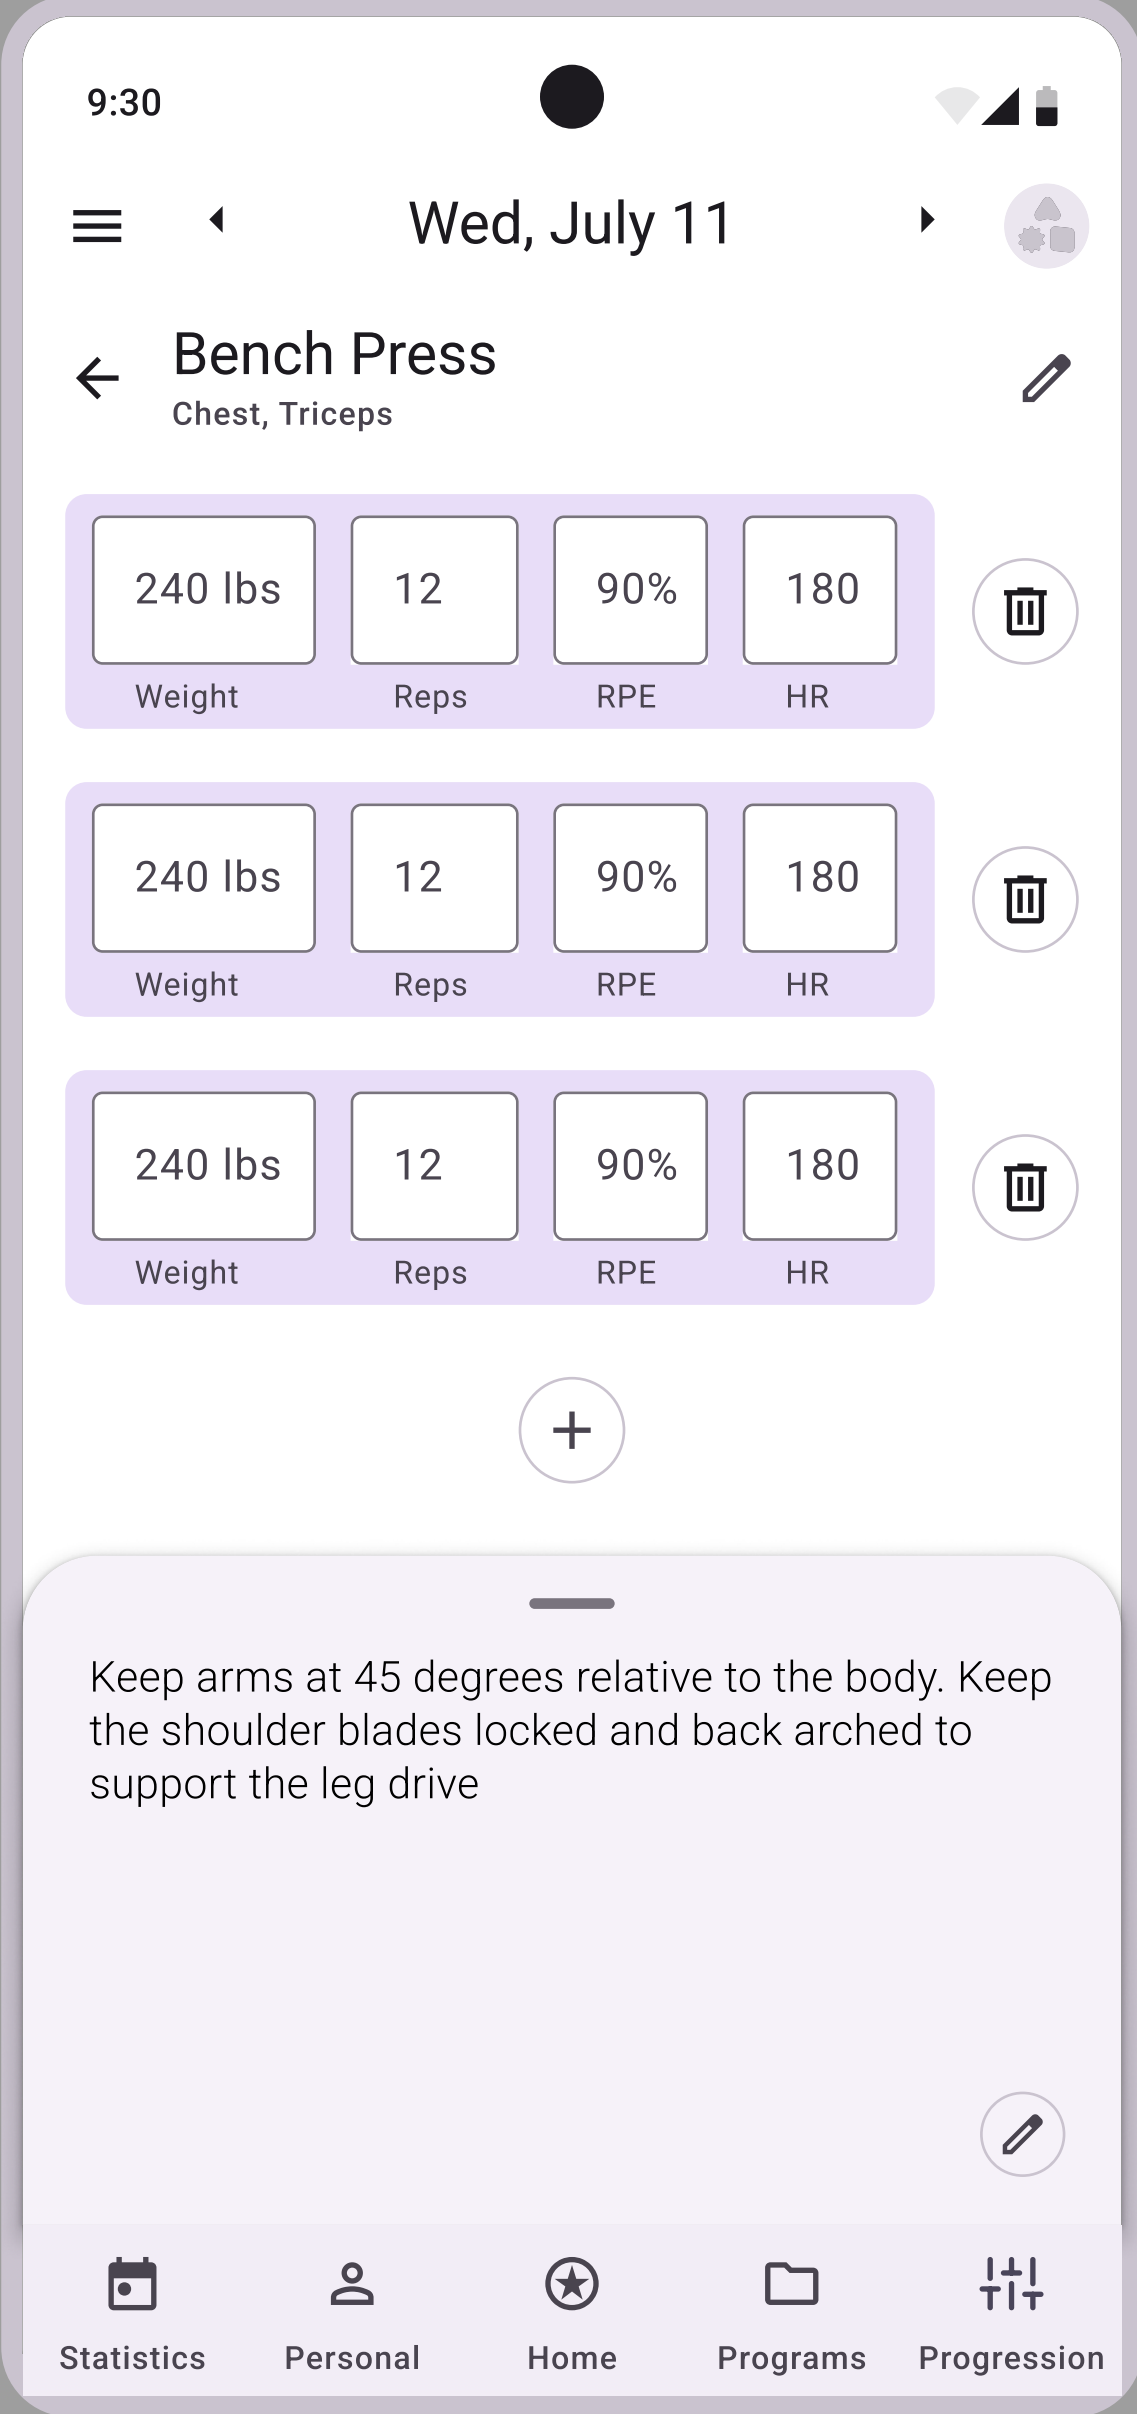 9:30
Wed, July 11
Bench Press
Chest, Triceps
240 lbs 12 90% 180
Weight Reps RPE HR
240 lbs 12 90% 180
Weight Reps RPE HR
240 lbs 12 90% 180
Weight Reps RPE HR
Keep arms at 45 degrees relative to the body. Keep
the shoulder blades locked and back arched to
support the leg drive
Statistics Personal Home Programs Progression